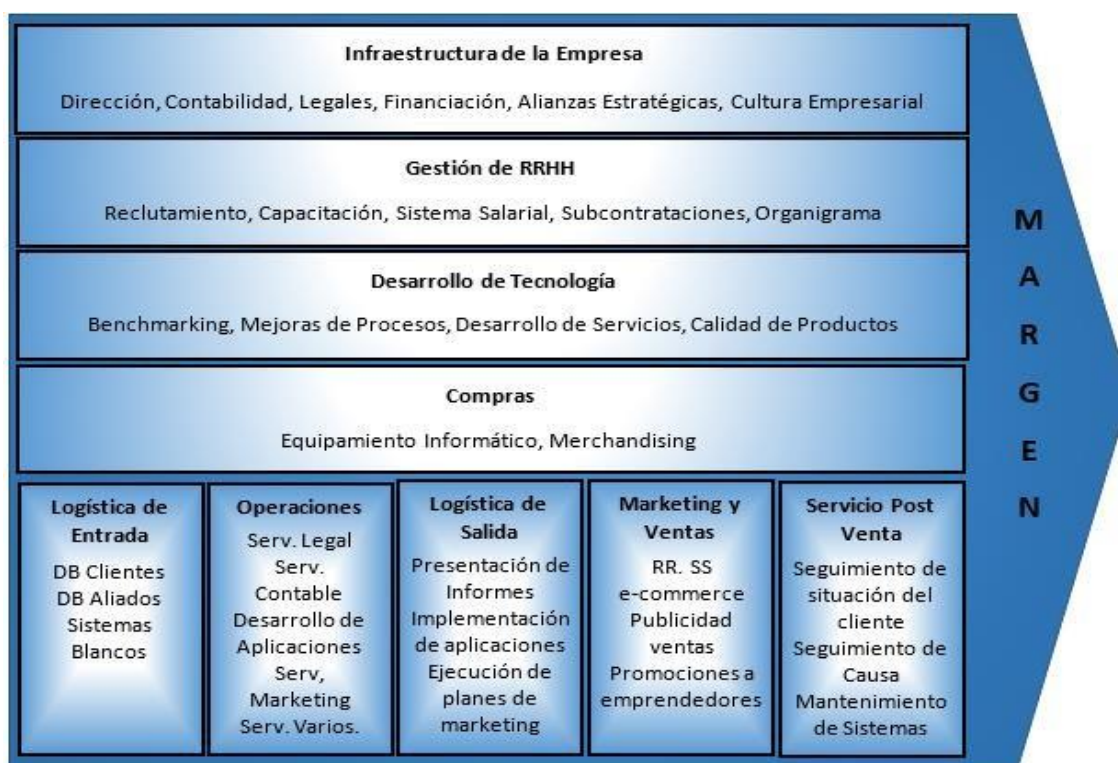 Infraestructura de la Empresa
Dirección, Contabilidad, Legales, Financiación, Alianzas Estratégicas, Cultura Empresarial
Gestión de RRHH
Reclutamiento, Capacitación, Sistema Salarial, Subcontrataciones, Organigrama
Desarrollo de Tecnología
Benchmarking, Mejoras de Procesos, Desarrollo de Servicios, Calidad de Productos
Compras
Equipamiento Informático, Merchandising
Logística de
Entrada
DB Clientes
DB Aliados
Sistemas
Blancos
Operaciones
Serv. Legal
Serv.
Contable
Desarrollo de
Aplicaciones
Serv,
Marketing
Serv. Varios.
Logística de
Salida
Presentación de
Informes
Implementación
de aplicaciones
Ejecución de
planes de
marketing
Marketing y
Ventas
RR. SS
e-commerce
Publicidad
ventas
Promociones a
emprendedores
Servicio Post
Venta
Seguimiento de
situación del
cliente
Seguimiento de
Causa
Mantenimiento
de Sistemas
M
A
R
G
E
N